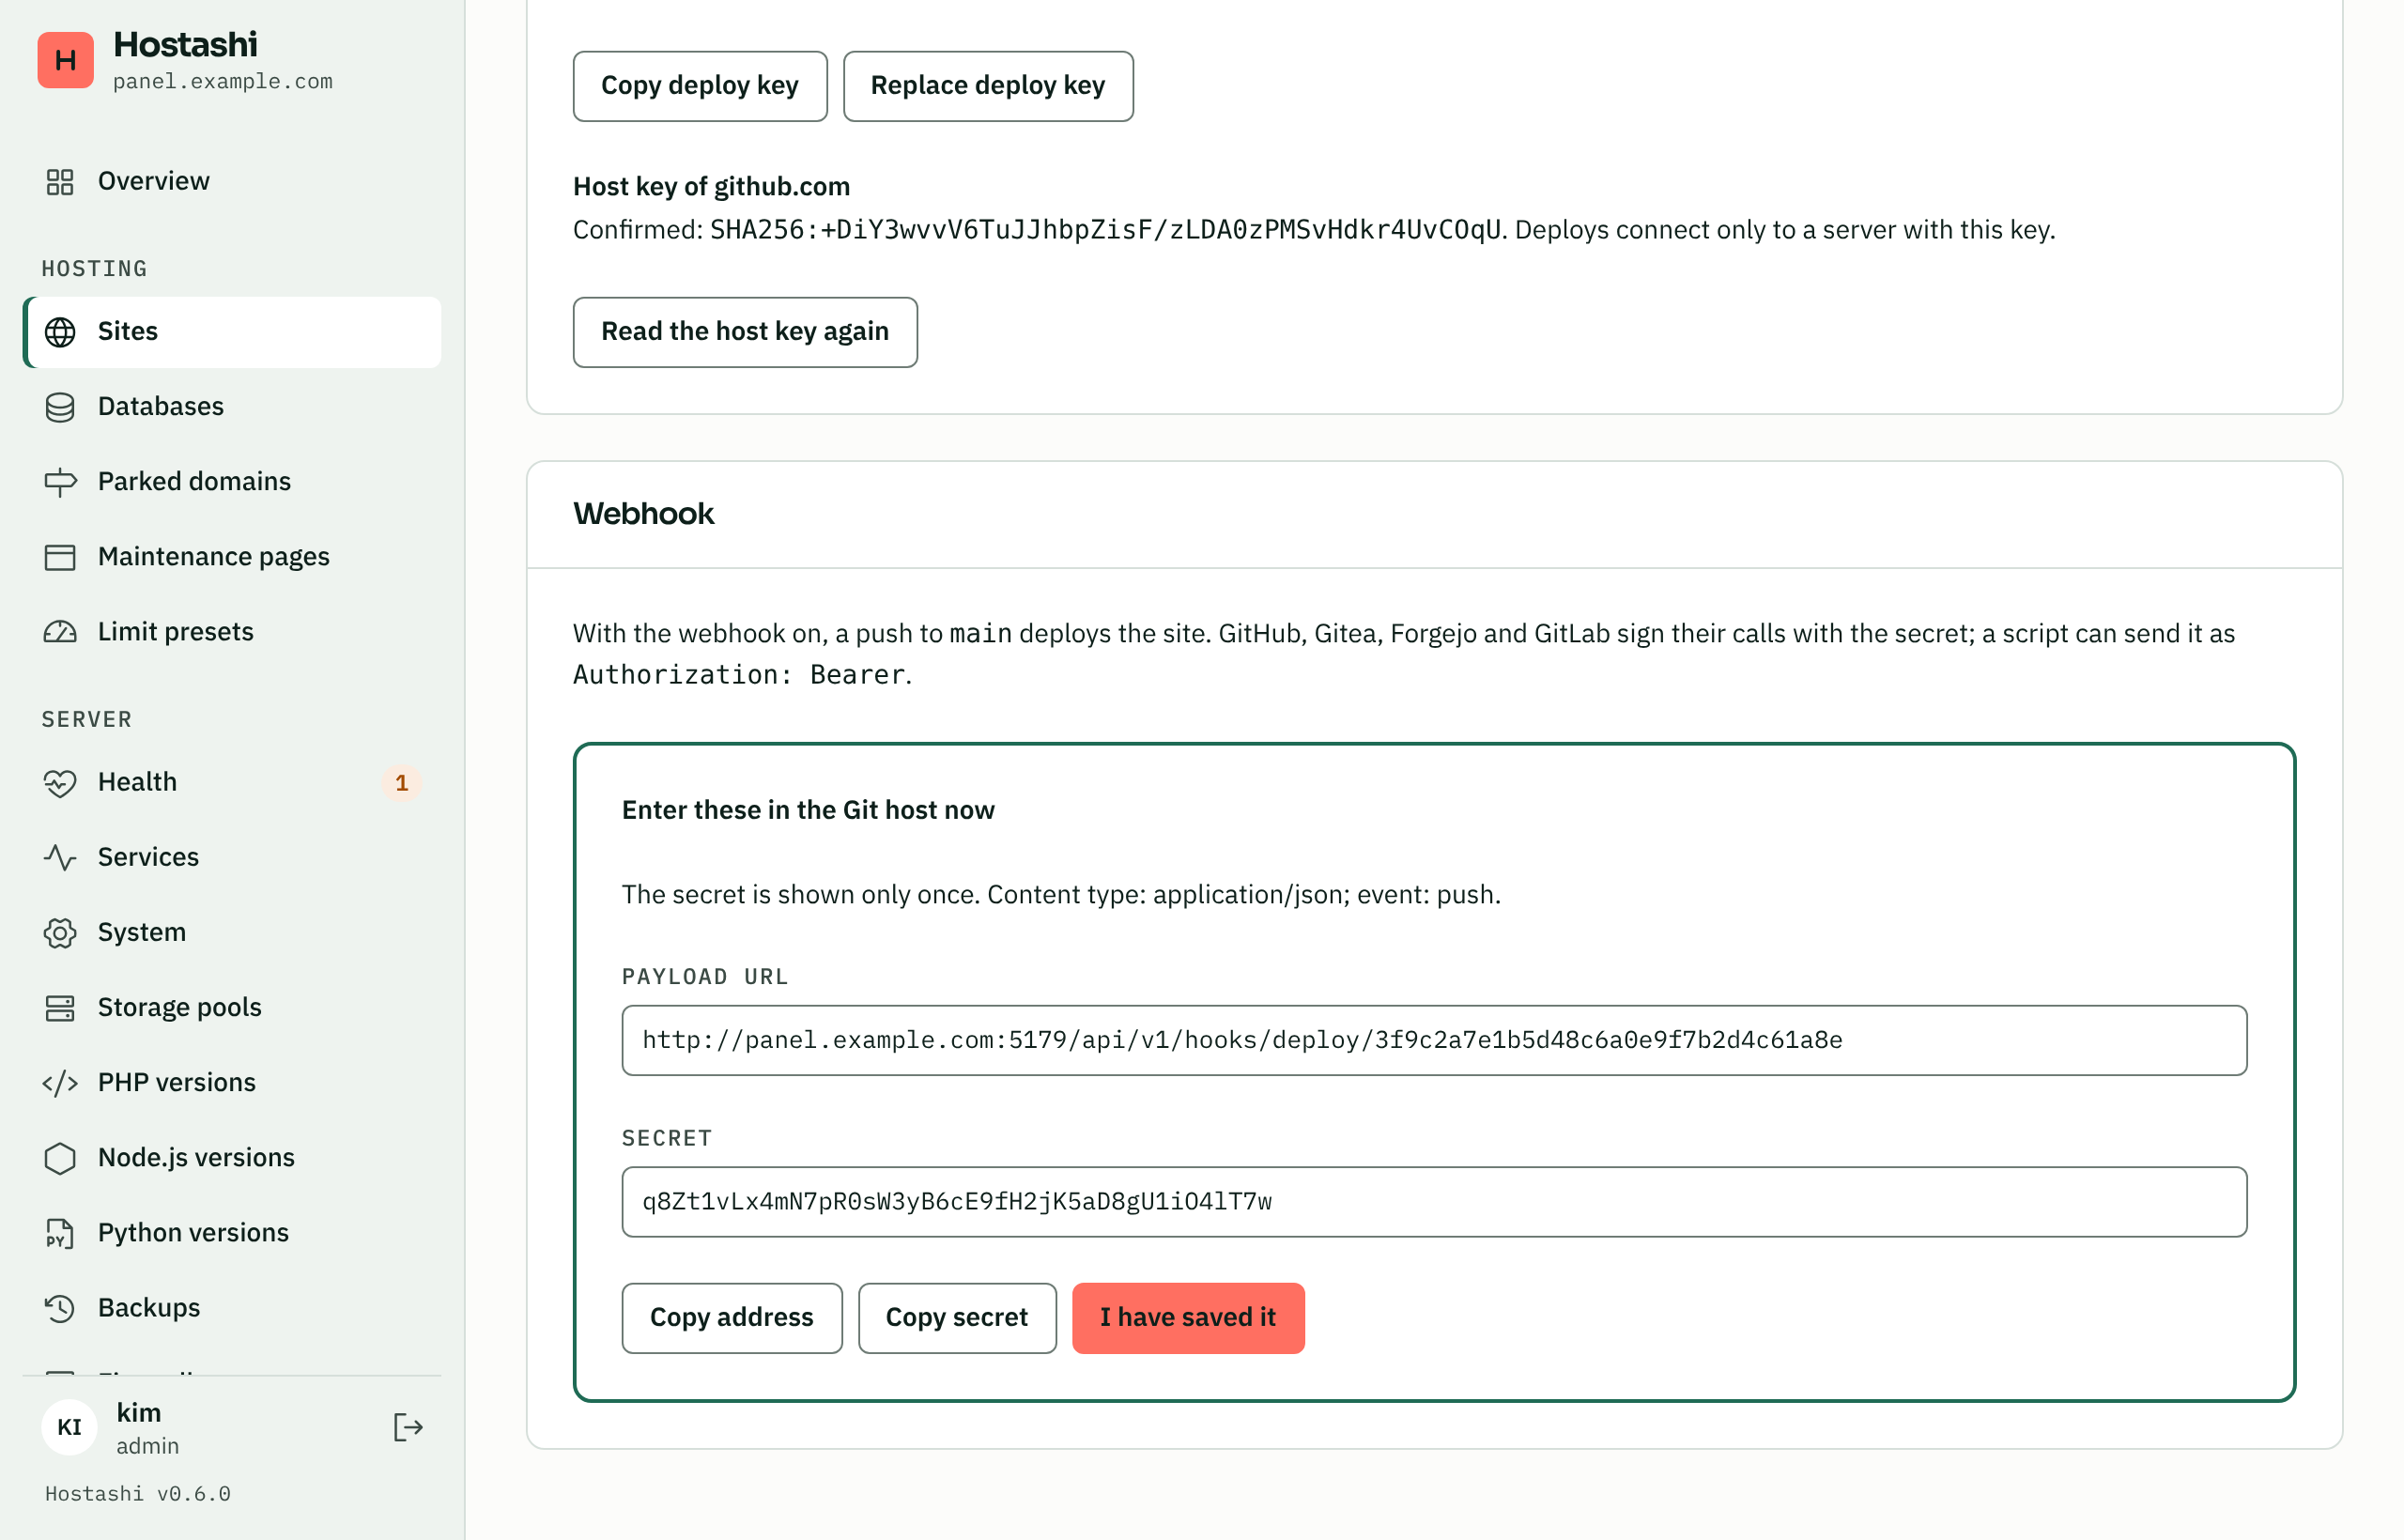 H
Hostashi
panel.example.com
Overview
HOSTING
Sites
Databases
Parked domains
Maintenance pages
Limit presets
SERVER
Health 1
Services
System
Storage pools
PHP versions
Node.js versions
Python versions
Backups
KI
kim
admin
Hostashi v0.6.0
Copy deploy key
Replace deploy key
Host key of github.com
Confirmed: SHA256:+DiY3wvvV6TuJJhbpZisF/zLDA0zPMSvHdkr4UvCOqU. Deploys connect only to a server with this key.
Read the host key again
Webhook
With the webhook on, a push to main deploys the site. GitHub, Gitea, Forgejo and GitLab sign their calls with the secret; a script can send it as
Authorization: Bearer.
Enter these in the Git host now
The secret is shown only once. Content type: application/json; event: push.
PAYLOAD URL
http://panel.example.com:5179/api/v1/hooks/deploy/3f9c2a7e1b5d48c6a0e9f7b2d4c61a8e
SECRET
q8Zt1vLx4mN7pR0sW3yB6cE9fH2jK5aD8gU1iO4lT7w
Copy address
Copy secret
I have saved it